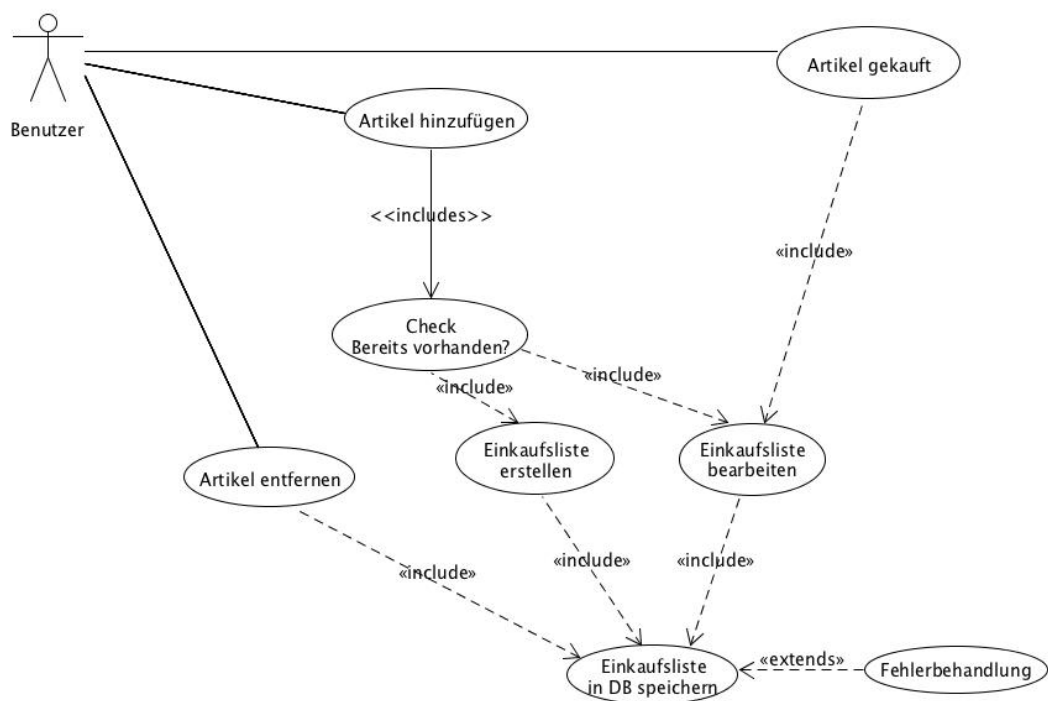 Artikel gekauft
Artikel hinzufügen
Benutzer
<<includes>>
«include»
Check
Bereits vorhanden?
«include»
«include»
Einkaufsliste
erstellen
Einkaufsliste
bearbeiten
Artikel entfernen
«include»
«include»
«include»
Einkaufsliste
in DB speichern
«extends»
Fehlerbehandlung